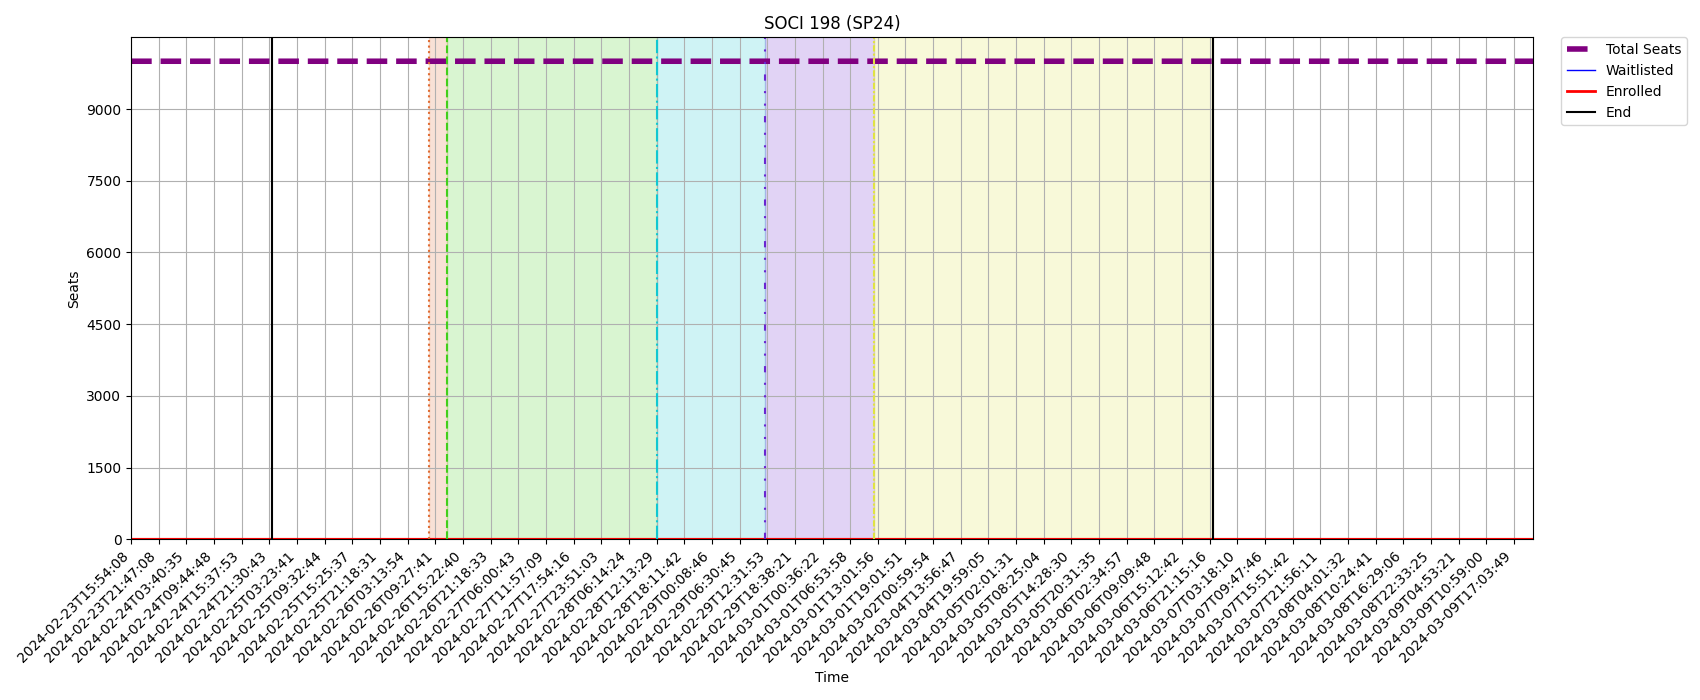 SOCI 198 (SP24)
Total Seats
Waitlisted
Enrolled
End
9000
7500
6000
4500
3000
1500
0
Seats
2024-02-23T15:54:08
2024-02-23T21:47:08
2024-02-24T03:40:35
2024-02-24T09:44:48
2024-02-24T15:37:53
2024-02-24T21:30:43
2024-02-25T03:23:41
2024-02-25T09:32:44
2024-02-25T15:25:37
2024-02-25T21:18:31
2024-02-26T03:13:54
2024-02-26T09:27:41
2024-02-26T15:22:40
2024-02-26T21:18:33
2024-02-27T06:00:43
2024-02-27T11:57:09
2024-02-27T17:54:16
2024-02-27T23:51:03
2024-02-28T06:14:24
2024-02-28T12:13:29
2024-02-28T18:11:42
2024-02-29T00:08:46
2024-02-29T06:30:45
2024-02-29T12:31:53
2024-02-29T18:38:21
2024-03-01T00:36:22
2024-03-01T06:53:58
2024-03-01T13:01:56
2024-03-01T19:01:51
2024-03-02T00:59:54
2024-03-04T13:56:47
2024-03-04T19:59:05
2024-03-05T02:01:31
2024-03-05T08:25:04
2024-03-05T14:28:30
2024-03-05T20:31:35
2024-03-06T02:34:57
2024-03-06T09:09:48
2024-03-06T15:12:42
2024-03-06T21:15:16
2024-03-07T03:18:10
2024-03-07T09:47:46
2024-03-07T15:51:42
2024-03-07T21:56:11
2024-03-08T04:01:32
2024-03-08T10:24:41
2024-03-08T16:29:06
2024-03-08T22:33:25
2024-03-09T04:53:21
2024-03-09T10:59:00
2024-03-09T17:03:49
Time